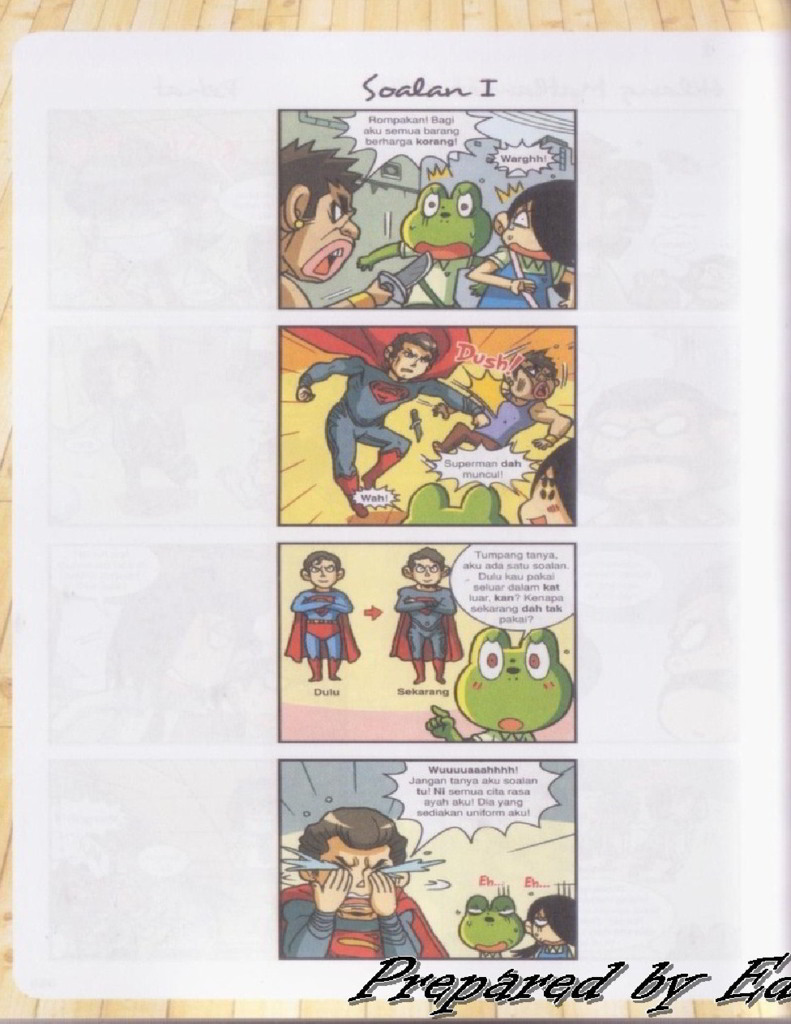 Soalan I
Rompakan! Bagi
aku semua barang
berharga korang!
Warghh!
Dush!
Superman dah
muncul!
Wah!
Tumpang tanya,
aku ada satu soalan.
Dulu kau pakai
seluar dalam kat
luar, kan? Kenapa
sekarang dah tak
pakai?
Dulu
Sekarang
Wuuuuaaahhhh!
Jangan tanya aku soalan
tu! Ni semua cita rasa
ayah aku! Dia yang
sediakan uniform aku!
Eh...
Eh...
Prepared by Ed